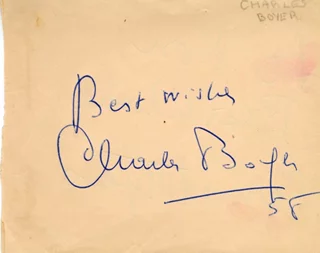 CHARLES
BOYER
Best wishes
Charles Boyer
58